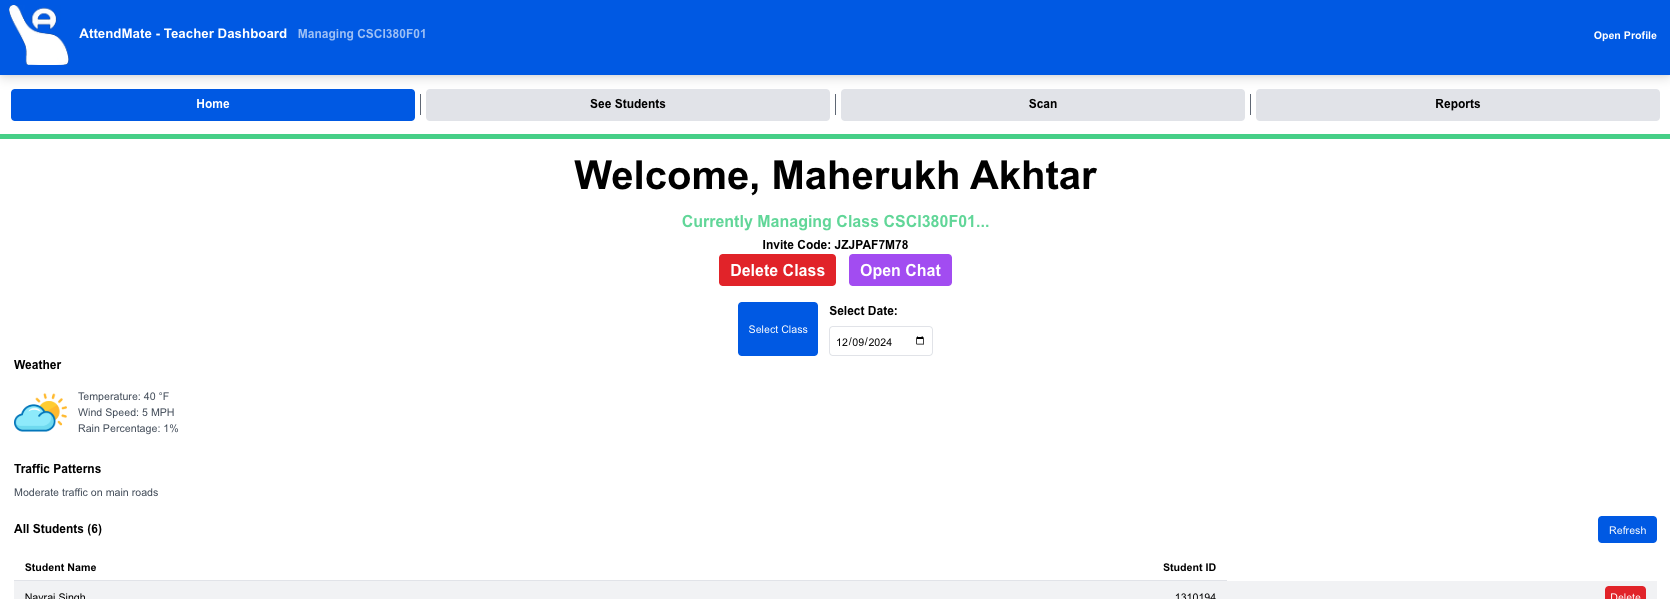 AttendMate - Teacher Dashboard Managing CSCI380F01
Open Profile
Home | See Students | Scan | Reports
Welcome, Maherukh Akhtar
Currently Managing Class CSCI380F01...
Invite Code: JZJPAF7M78
Delete Class Open Chat
Select Class
Select Date:
12/09/2024
Weather
Temperature: 40 °F
Wind Speed: 5 MPH
Rain Percentage: 1%
Traffic Patterns
Moderate traffic on main roads
All Students (6)
Refresh
Student Name Student ID
Navraj Singh 1310194 Delete